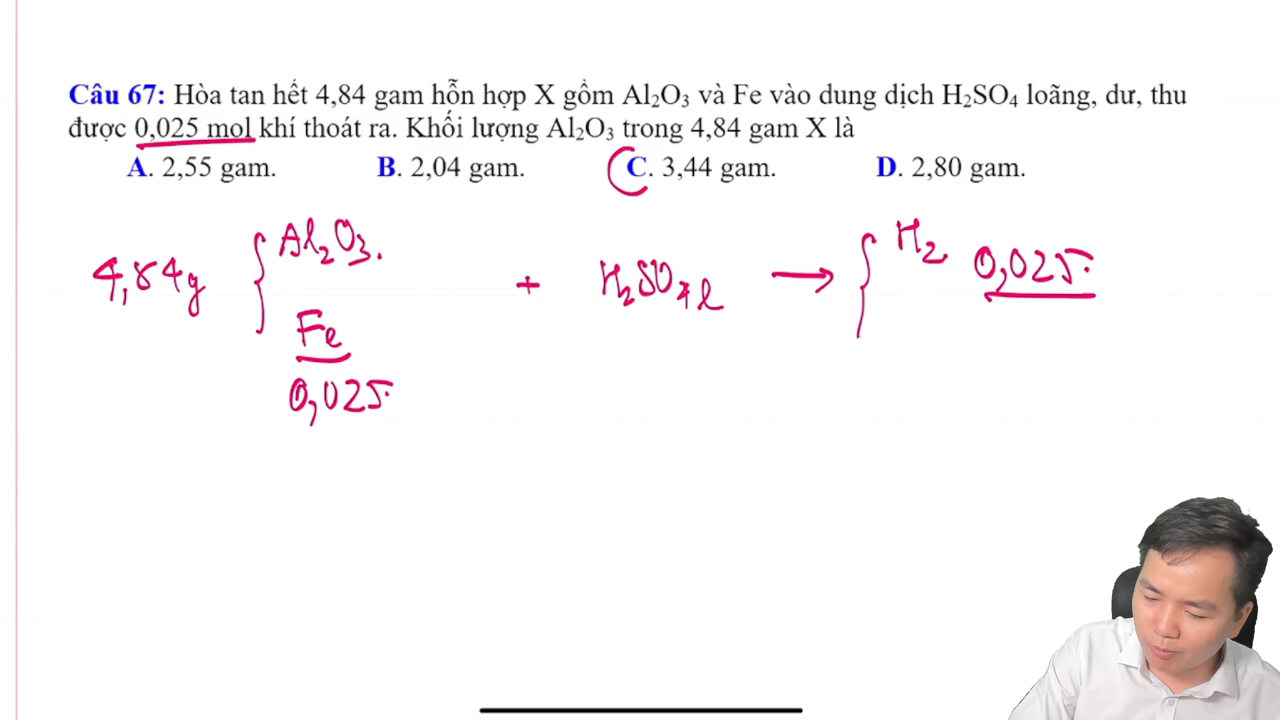 Câu 67: Hòa tan hết 4,84 gam hỗn hợp X gồm Al₂O₃ và Fe vào dung dịch H₂SO₄ loãng, dư, thu
được 0,025 mol khí thoát ra. Khối lượng Al₂O₃ trong 4,84 gam X là
A. 2,55 gam. B. 2,04 gam. C. 3,44 gam. D. 2,80 gam.
4,84g { Al₂O₃. + H₂SO₄ l → { H₂ 0,025.
Fe
0,025.